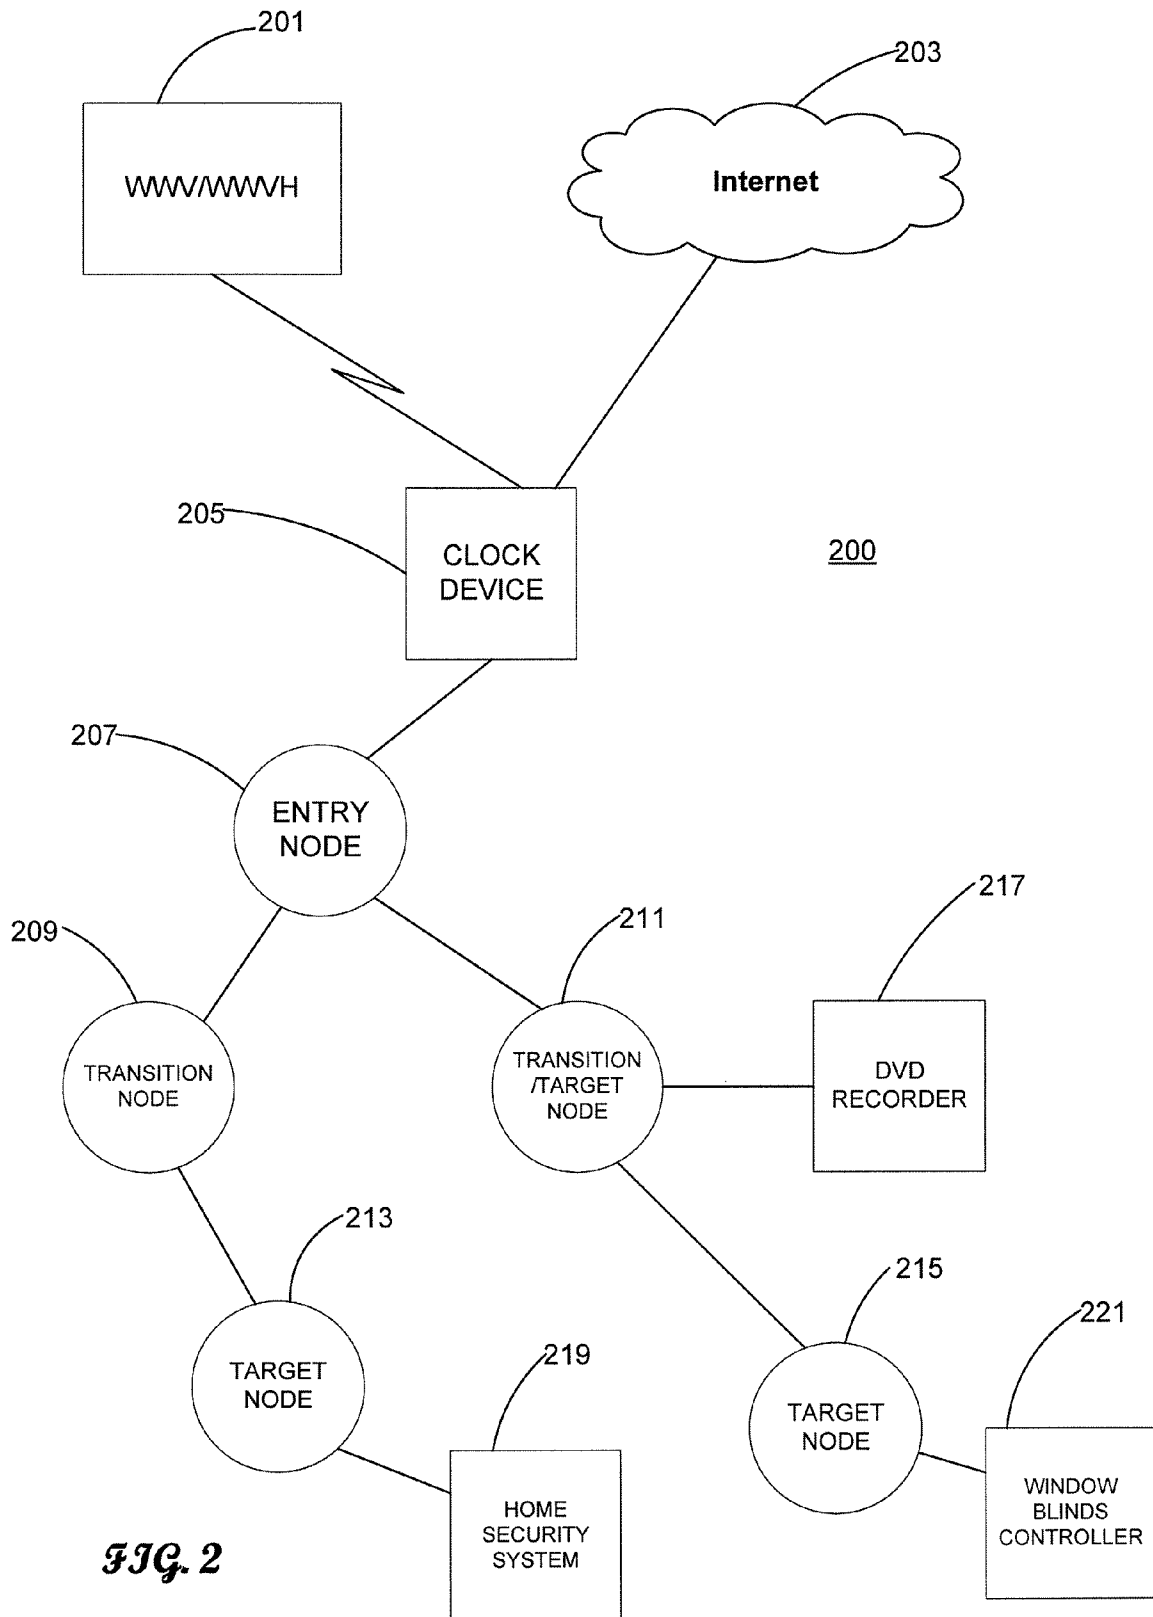 201
203
WWV/WWVH
Internet
205
CLOCK
DEVICE
200
207
ENTRY
NODE
209
211
217
TRANSITION
NODE
TRANSITION
/TARGET
NODE
DVD
RECORDER
213
215
221
TARGET
NODE
219
TARGET
NODE
HOME
SECURITY
SYSTEM
WINDOW
BLINDS
CONTROLLER
FIG. 2